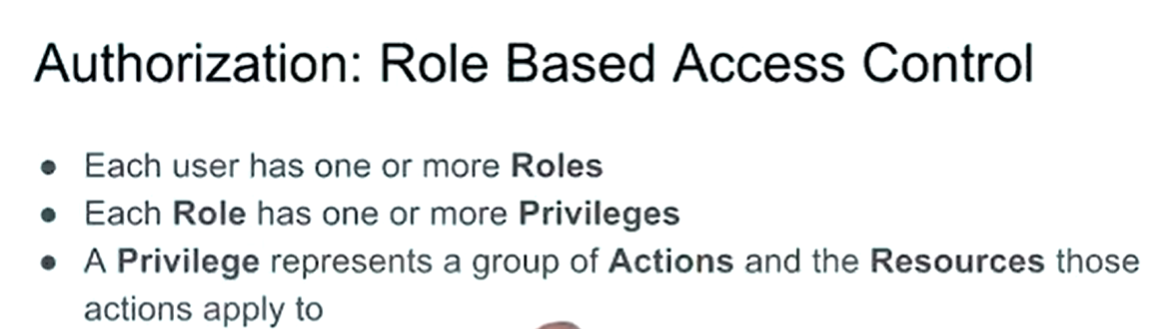 Authorization: Role Based Access Control
● Each user has one or more Roles
● Each Role has one or more Privileges
● A Privilege represents a group of Actions and the Resources those
actions apply to